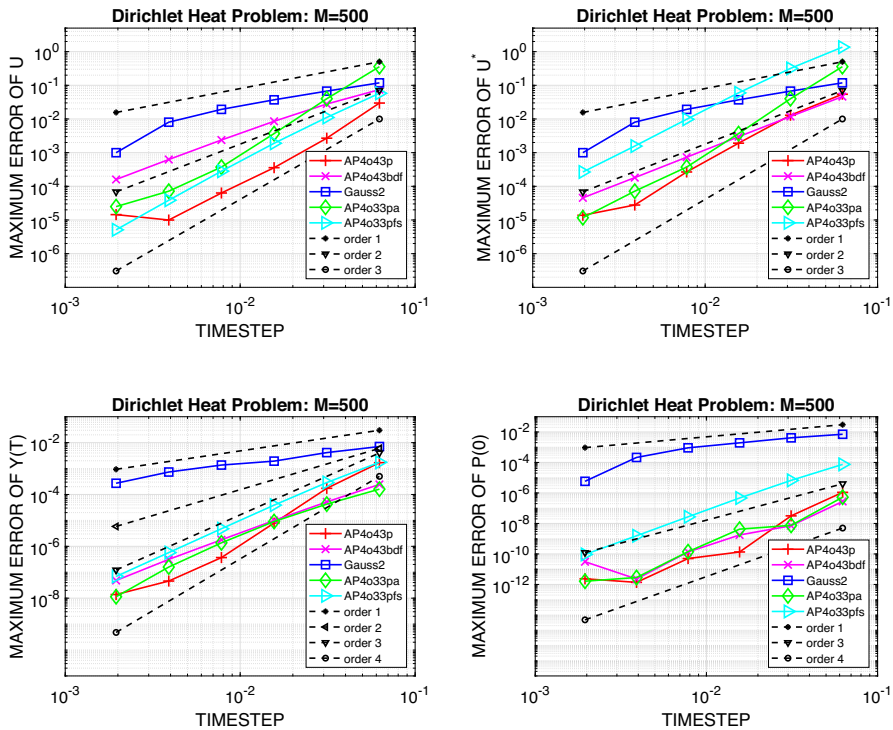 Dirichlet Heat Problem: M=500
MAXIMUM ERROR OF U
10^0
10^-1
10^-2
10^-3
10^-4
10^-5
10^-6
AP4o43p
AP4o43bdf
Gauss2
AP4o33pa
AP4o33pfs
order 1
order 2
order 3
10^-3
10^-2
10^-1
TIMESTEP
Dirichlet Heat Problem: M=500
MAXIMUM ERROR OF U^*
10^0
10^-1
10^-2
10^-3
10^-4
10^-5
10^-6
AP4o43p
AP4o43bdf
Gauss2
AP4o33pa
AP4o33pfs
order 1
order 2
order 3
10^-3
10^-2
10^-1
TIMESTEP
Dirichlet Heat Problem: M=500
MAXIMUM ERROR OF Y(T)
10^-2
10^-4
10^-6
10^-8
AP4o43p
AP4o43bdf
Gauss2
AP4o33pa
AP4o33pfs
order 1
order 2
order 3
order 4
10^-3
10^-2
10^-1
TIMESTEP
Dirichlet Heat Problem: M=500
MAXIMUM ERROR OF P(0)
10^-2
10^-4
10^-6
10^-8
10^-10
10^-12
AP4o43p
AP4o43bdf
Gauss2
AP4o33pa
AP4o33pfs
order 1
order 3
order 4
10^-3
10^-2
10^-1
TIMESTEP